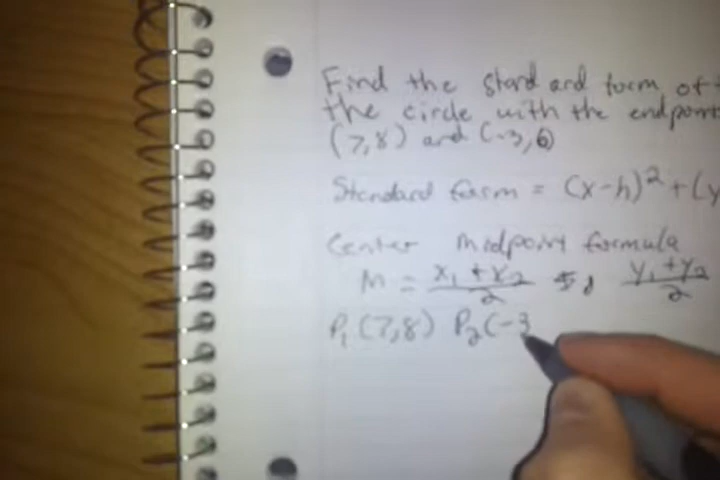 Find the standard form of
the circle with the endpoint
(7,8) and (-3,6)
Standard form = (x-h)² + (y
Center midpoint formula
M = x₁+x₂/2 , y₁+y₂/2
P₁(7,8) P₂(-3